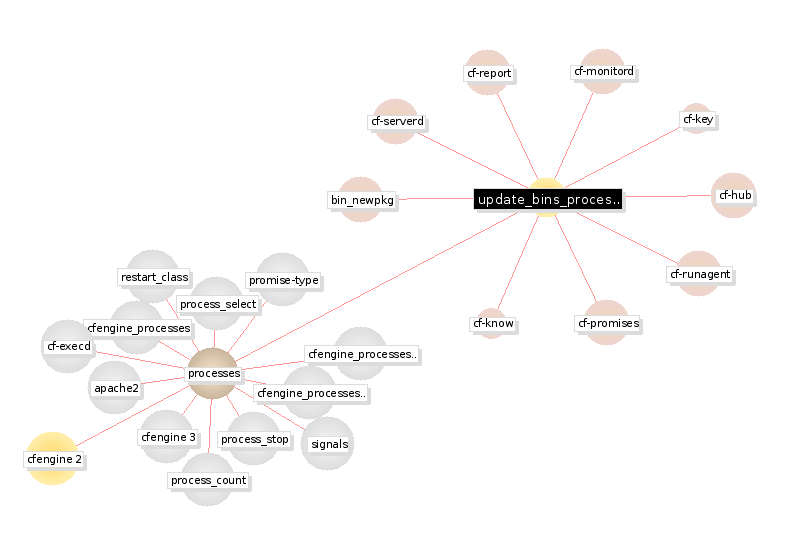 cf-report
cf-monitord
cf-serverd
cf-key
bin_newpkg
update_bins_proces..
cf-hub
cf-runagent
cf-know
cf-promises
restart_class
promise-type
process_select
cfengine_processes
cf-execd
cfengine_processes..
processes
apache2
cfengine_processes..
cfengine 3
process_stop
signals
cfengine 2
process_count